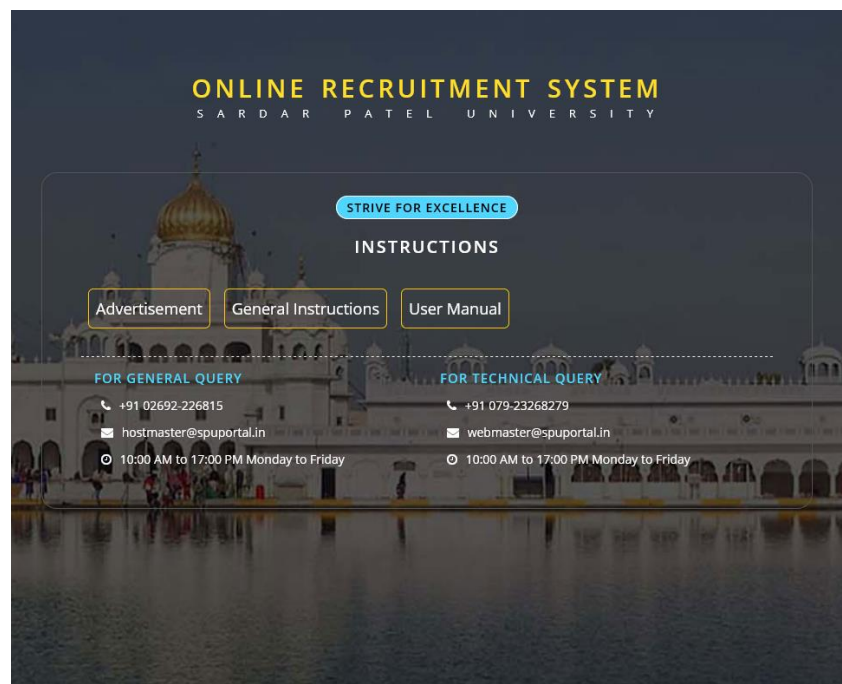 ONLINE RECRUITMENT SYSTEM
SARDAR PATEL UNIVERSITY
STRIVE FOR EXCELLENCE
INSTRUCTIONS
Advertisement
General Instructions
User Manual
FOR GENERAL QUERY
+91 02692-226815
hostmaster@spuportal.in
10:00 AM to 17:00 PM Monday to Friday
FOR TECHNICAL QUERY
+91 079-23268279
webmaster@spuportal.in
10:00 AM to 17:00 PM Monday to Friday